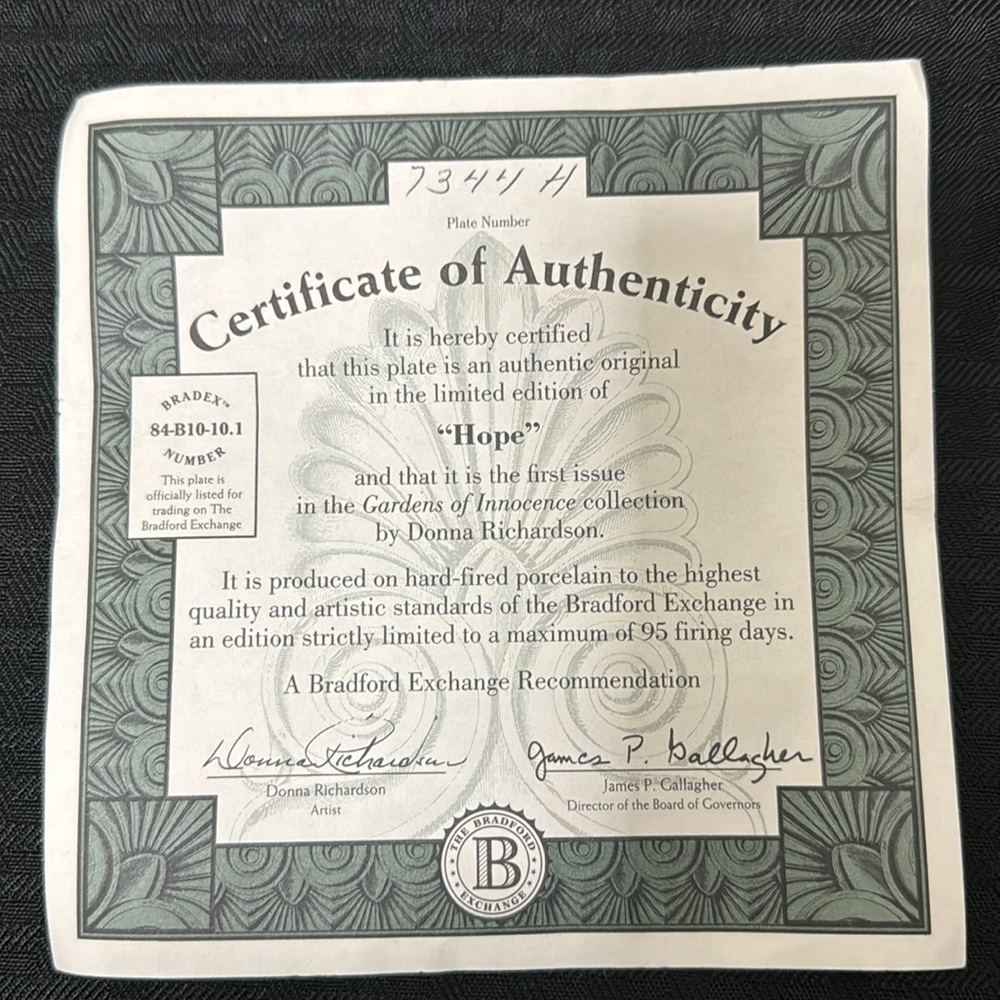 7344 H
Plate Number
Certificate of Authenticity
It is hereby certified
that this plate is an authentic original
in the limited edition of
“Hope”
and that it is the first issue
in the Gardens of Innocence collection
by Donna Richardson.
BRADEX™
84-B10-10.1
NUMBER
This plate is
officially listed for
trading on The
Bradford Exchange
It is produced on hard-fired porcelain to the highest
quality and artistic standards of the Bradford Exchange in
an edition strictly limited to a maximum of 95 firing days.
A Bradford Exchange Recommendation
Donna Richardson
Donna Richardson
Artist
James P. Gallagher
James P. Gallagher
Director of the Board of Governors
THE BRADFORD
B
EXCHANGE